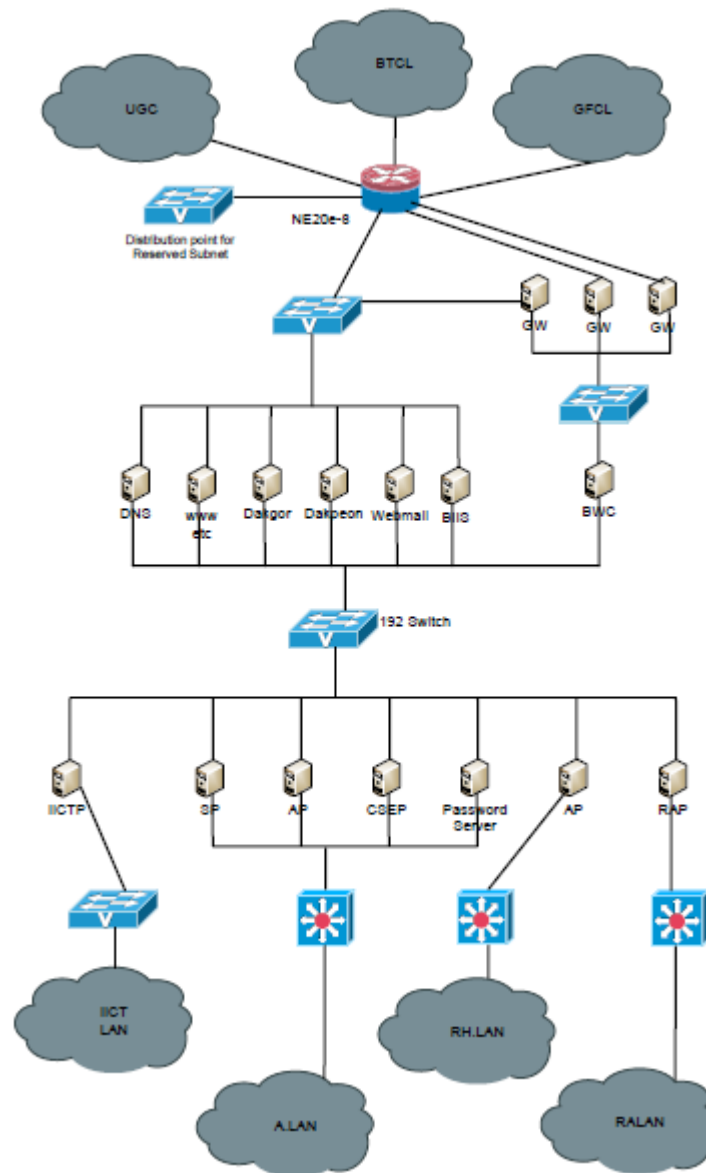 BTCL
UGC
GFCL
NE20e-8
Distribution point for
Reserved Subnet
GW
GW
GW
DNS
www
etc
Dakgor
Dakpeon
Webmail
BIIS
BWC
192 Switch
IICTP
SP
AP
CSEP
Password
Server
AP
RAP
IICT
LAN
RH.LAN
A.LAN
RALAN